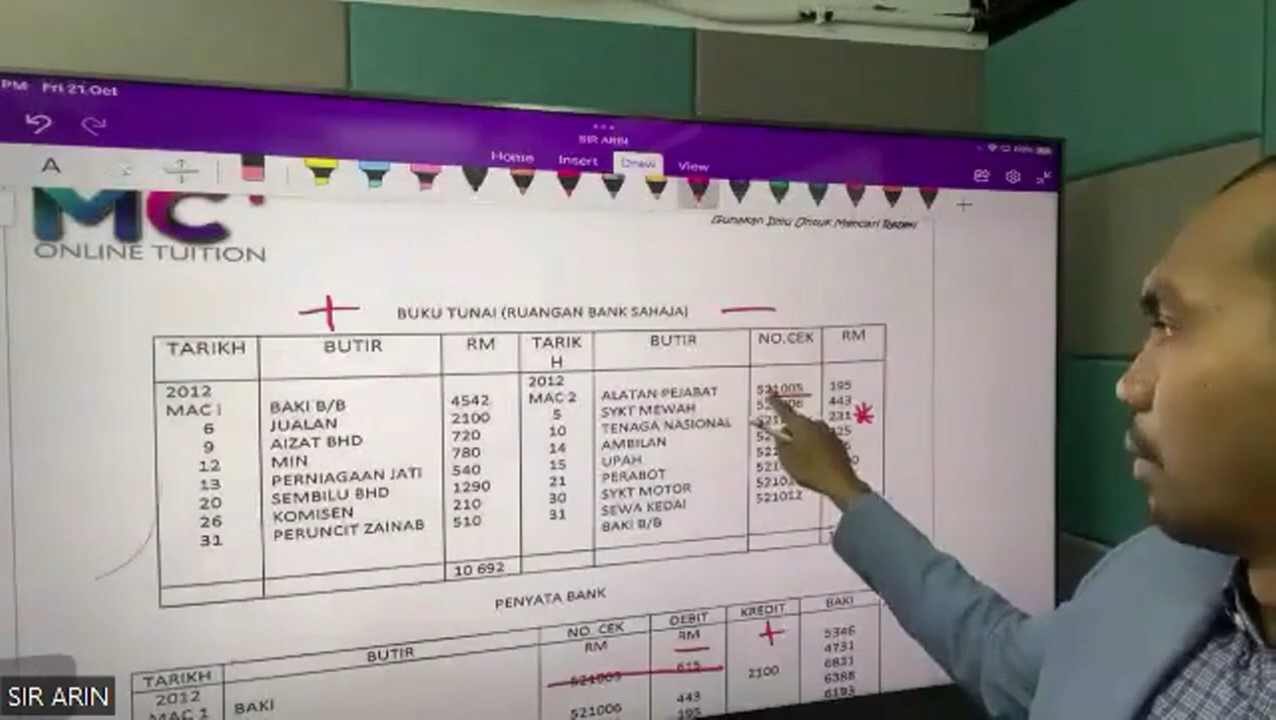 PM Fri 21 Oct
SIR ARIN
Home Insert Draw View
A
MC
ONLINE TUITION
Gunakan Ilmu Untuk Mencari Rezeki
+ BUKU TUNAI (RUANGAN BANK SAHAJA) —
TARIKH BUTIR RM TARIK H BUTIR NO.CEK RM
2012 2012
MAC 1 BAKI B/B 4542 MAC 2 ALATAN PEJABAT 521005 195
6 JUALAN 2100 5 SYKT MEWAH 443
9 AIZAT BHD 720 10 TENAGA NASIONAL 231
12 MIN 780 14 AMBILAN
13 PERNIAGAAN JATI 540 15 UPAH
20 SEMBILU BHD 1290 21 PERABOT
26 KOMISEN 210 30 SYKT MOTOR
31 PERUNCIT ZAINAB 510 31 SEWA KEDAI 521012
BAKI B/B
10 692
PENYATA BANK
TARIKH BUTIR NO. CEK RM DEBIT RM KREDIT + BAKI
2012 5346
MAC 1 BAKI 521005 615 4731
2100 6831
521006 443 6388
195 6193
SIR ARIN